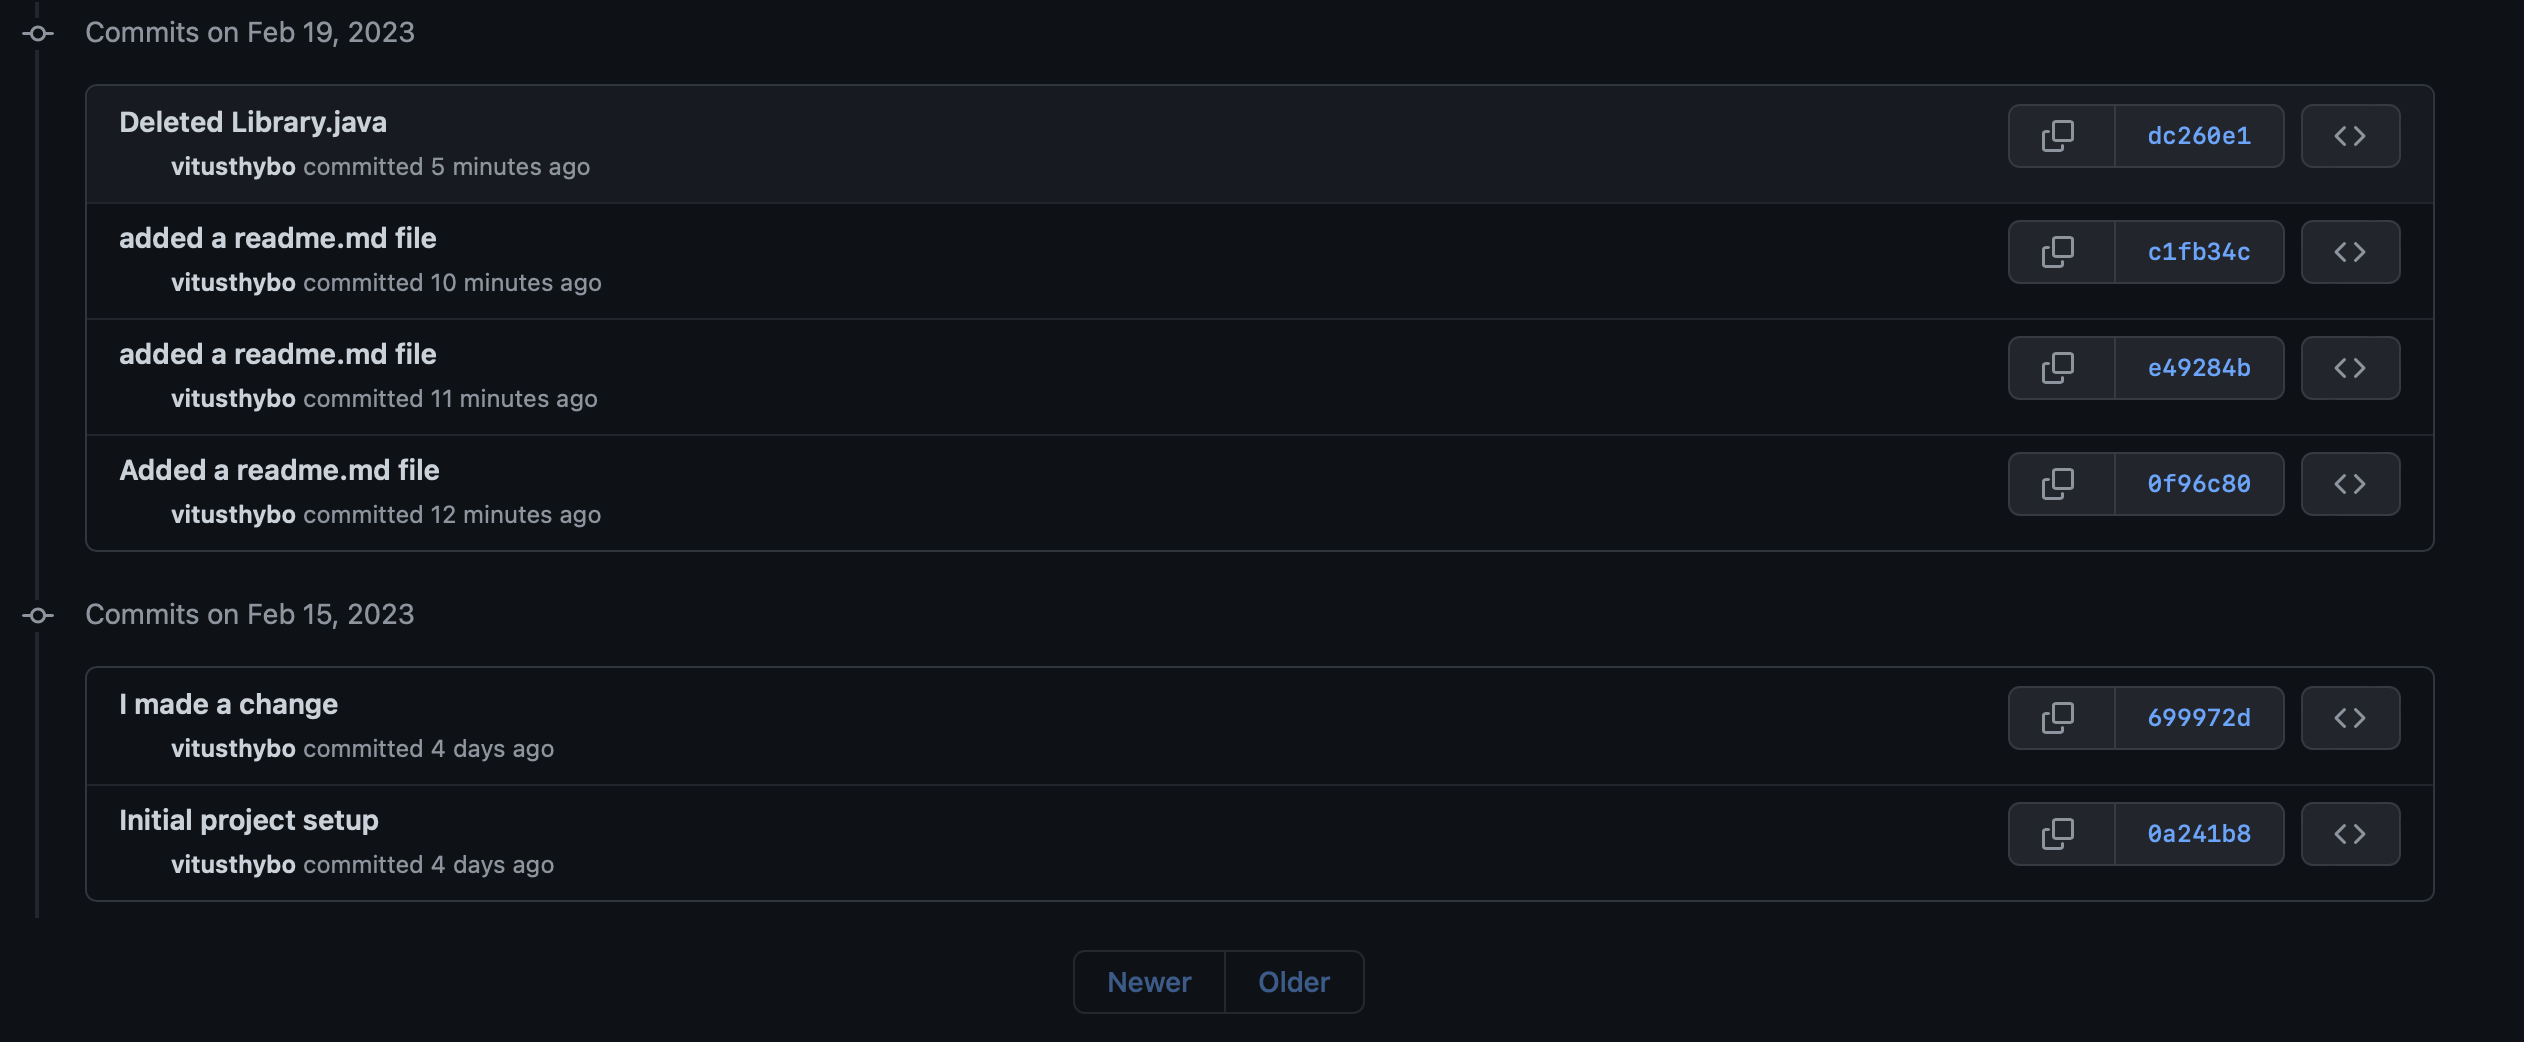 Commits on Feb 19, 2023
Deleted Library.java
vitusthybo committed 5 minutes ago
dc260e1
added a readme.md file
vitusthybo committed 10 minutes ago
c1fb34c
added a readme.md file
vitusthybo committed 11 minutes ago
e49284b
Added a readme.md file
vitusthybo committed 12 minutes ago
0f96c80
Commits on Feb 15, 2023
I made a change
vitusthybo committed 4 days ago
699972d
Initial project setup
vitusthybo committed 4 days ago
0a241b8
Newer Older